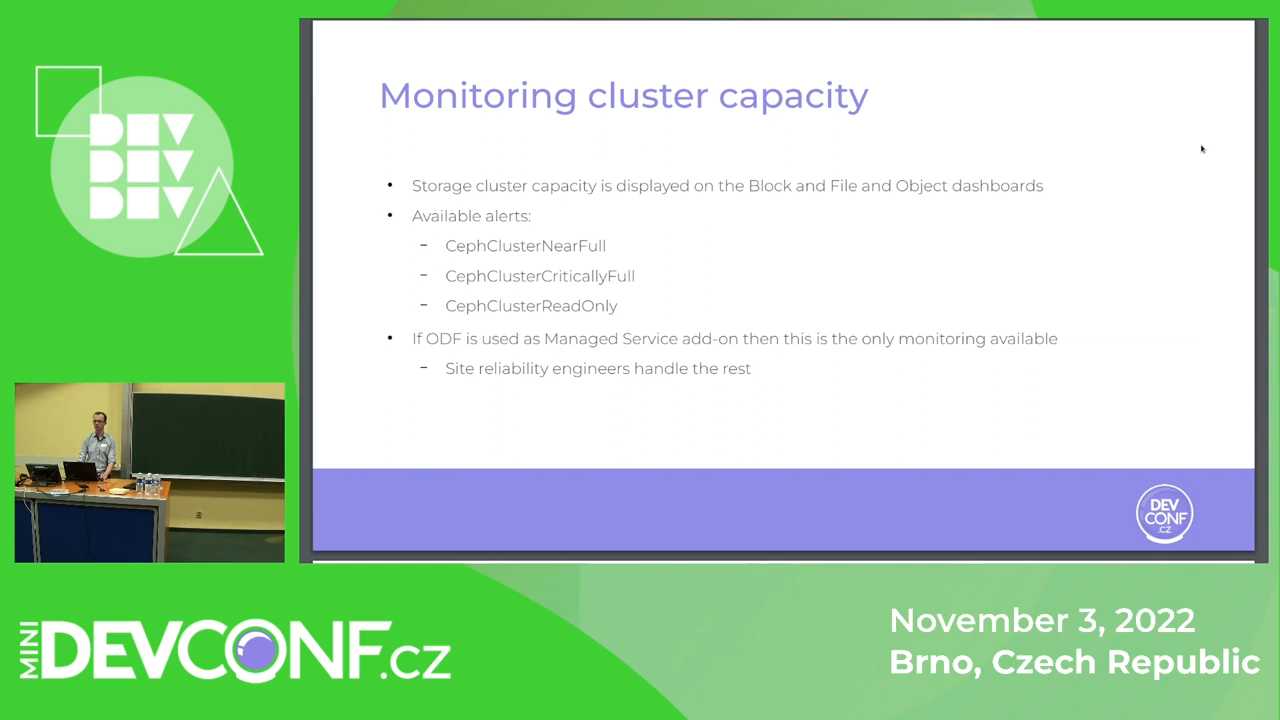 DEV
DEV
DEV
Monitoring cluster capacity
• Storage cluster capacity is displayed on the Block and File and Object dashboards
• Available alerts:
- CephClusterNearFull
- CephClusterCriticallyFull
- CephClusterReadOnly
• If ODF is used as Managed Service add-on then this is the only monitoring available
- Site reliability engineers handle the rest
DEV
CONF
.CZ
MINI DEVCONF.CZ
November 3, 2022
Brno, Czech Republic